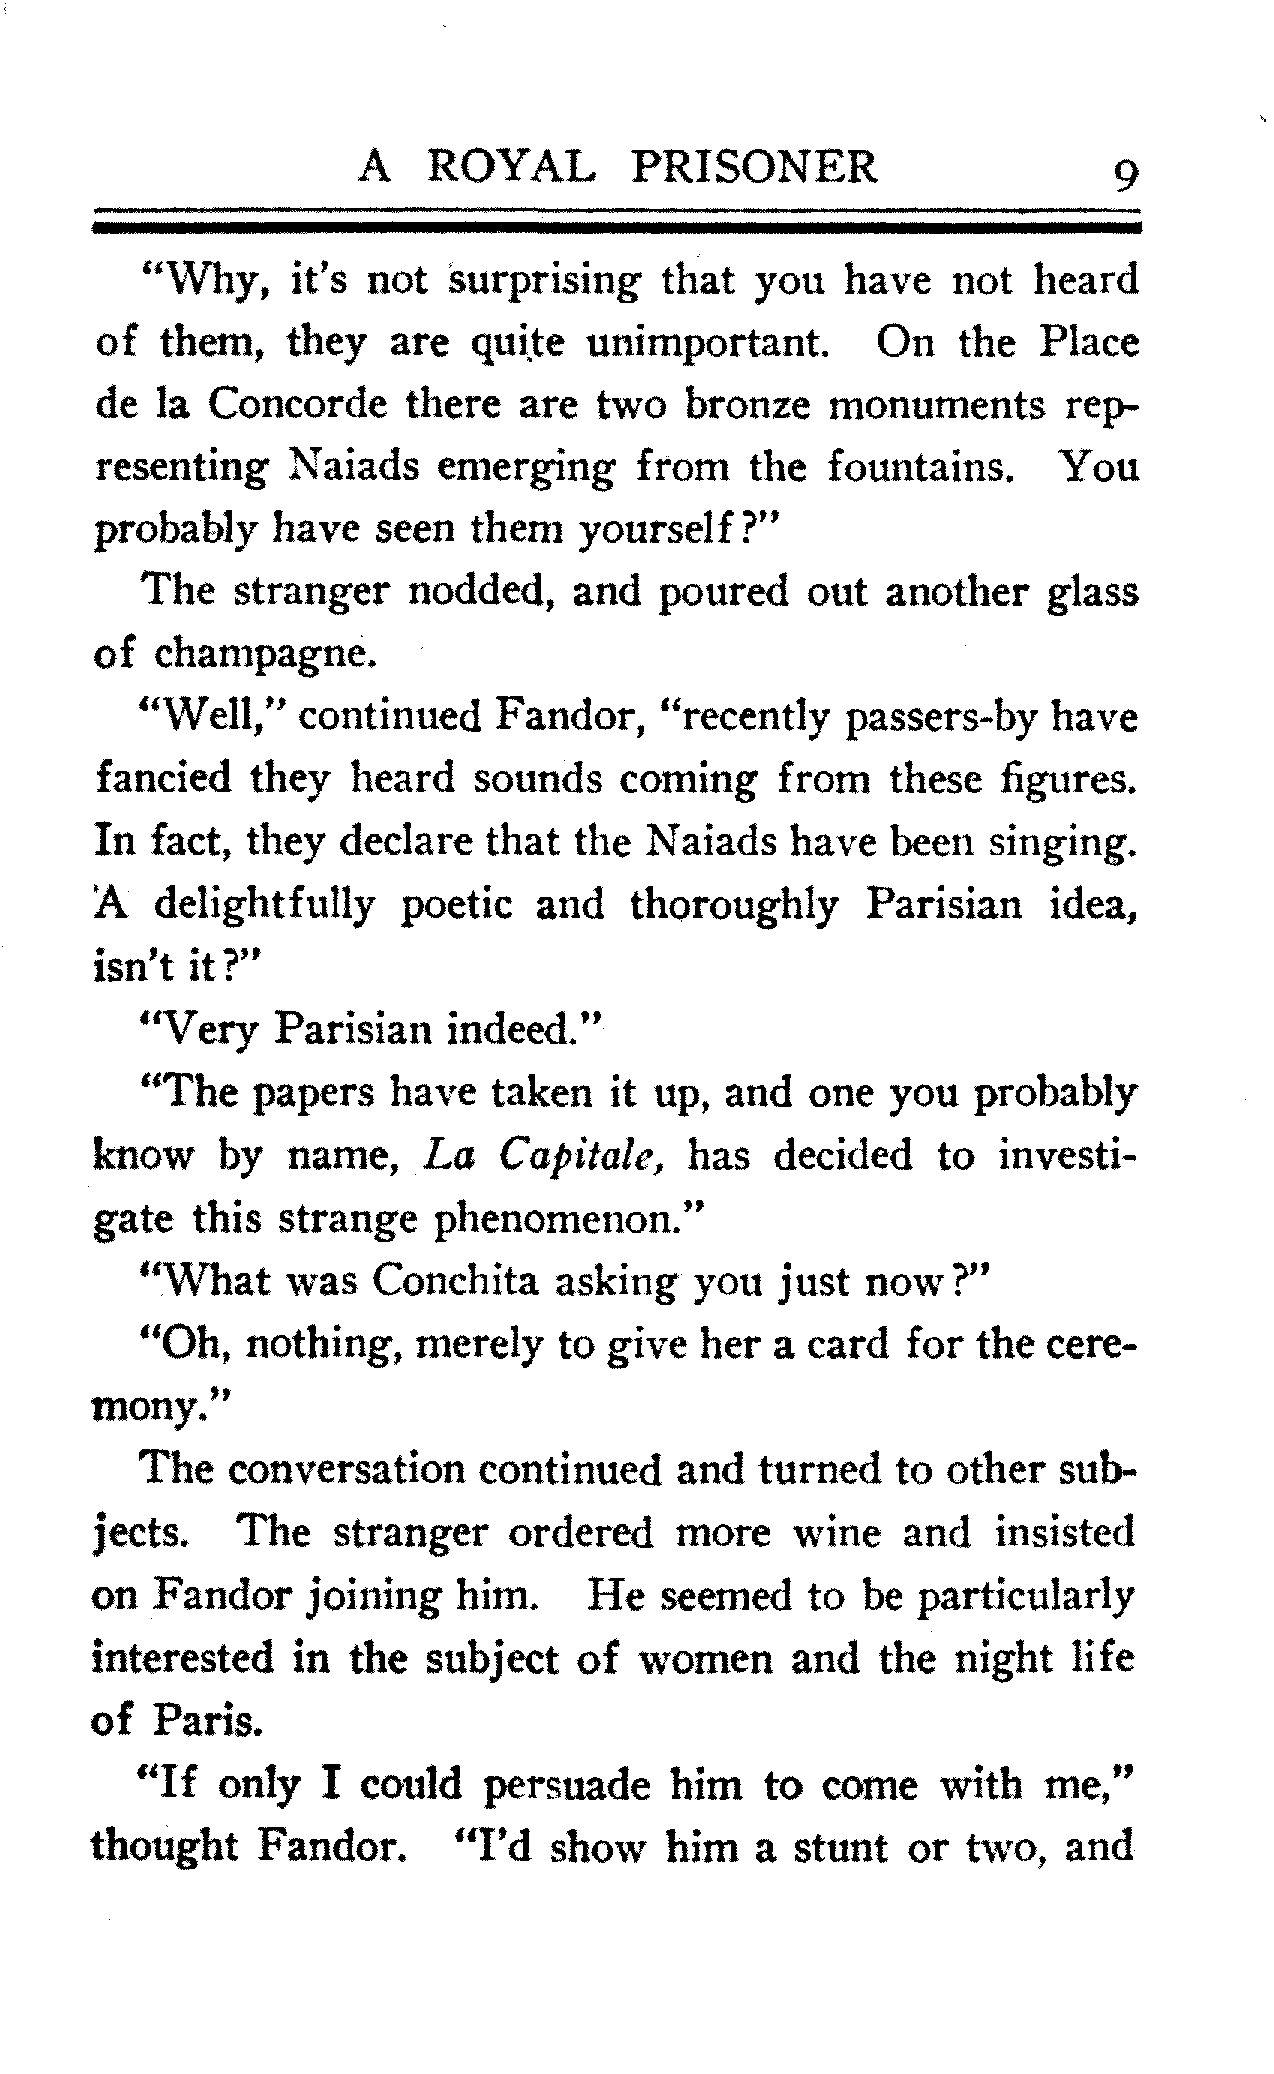 A ROYAL PRISONER 9
“Why, it's not surprising that you have not heard
of them, they are quite unimportant. On the Place
de la Concorde there are two bronze monuments rep-
resenting Naiads emerging from the fountains. You
probably have seen them yourself?”
The stranger nodded, and poured out another glass
of champagne.
“Well,” continued Fandor, “recently passers-by have
fancied they heard sounds coming from these figures.
In fact, they declare that the Naiads have been singing.
A delightfully poetic and thoroughly Parisian idea,
isn't it?”
“Very Parisian indeed.”
“The papers have taken it up, and one you probably
know by name, La Capitale, has decided to investi-
gate this strange phenomenon.”
“What was Conchita asking you just now?”
“Oh, nothing, merely to give her a card for the cere-
mony.”
The conversation continued and turned to other sub-
jects. The stranger ordered more wine and insisted
on Fandor joining him. He seemed to be particularly
interested in the subject of women and the night life
of Paris.
“If only I could persuade him to come with me,”
thought Fandor. “I'd show him a stunt or two, and